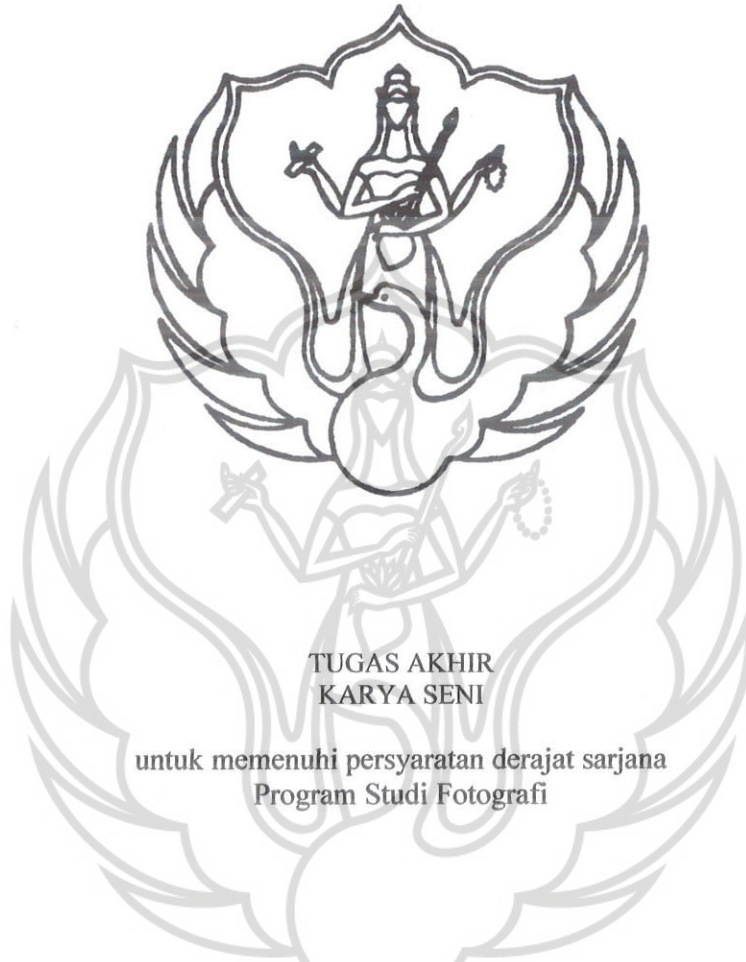 TUGAS AKHIR
KARYA SENI
untuk memenuhi persyaratan derajat sarjana
Program Studi Fotografi